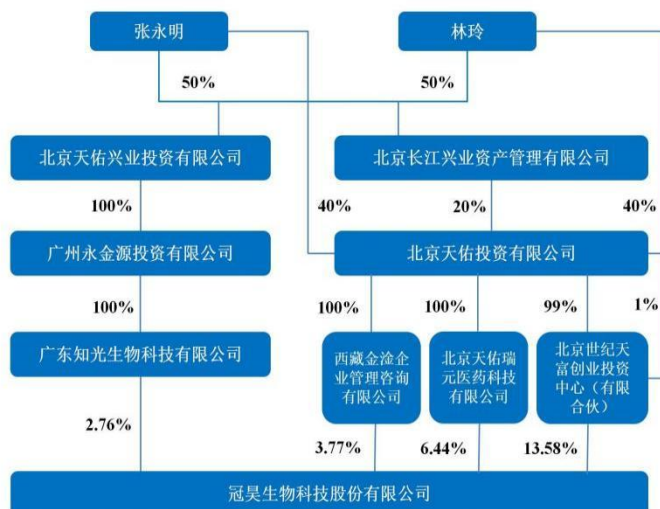 张永明
林玲
50%
50%
北京天佑兴业投资有限公司
北京长江兴业资产管理有限公司
100%
40%
20%
40%
广州永金源投资有限公司
北京天佑投资有限公司
100%
100%
100%
99%
1%
广东知光生物科技有限公司
西藏金淦企
业管理咨询
有限公司
北京天佑瑞
元医药科技
有限公司
北京世纪天
富创业投资
中心（有限
合伙）
2.76%
3.77%
6.44%
13.58%
冠昊生物科技股份有限公司